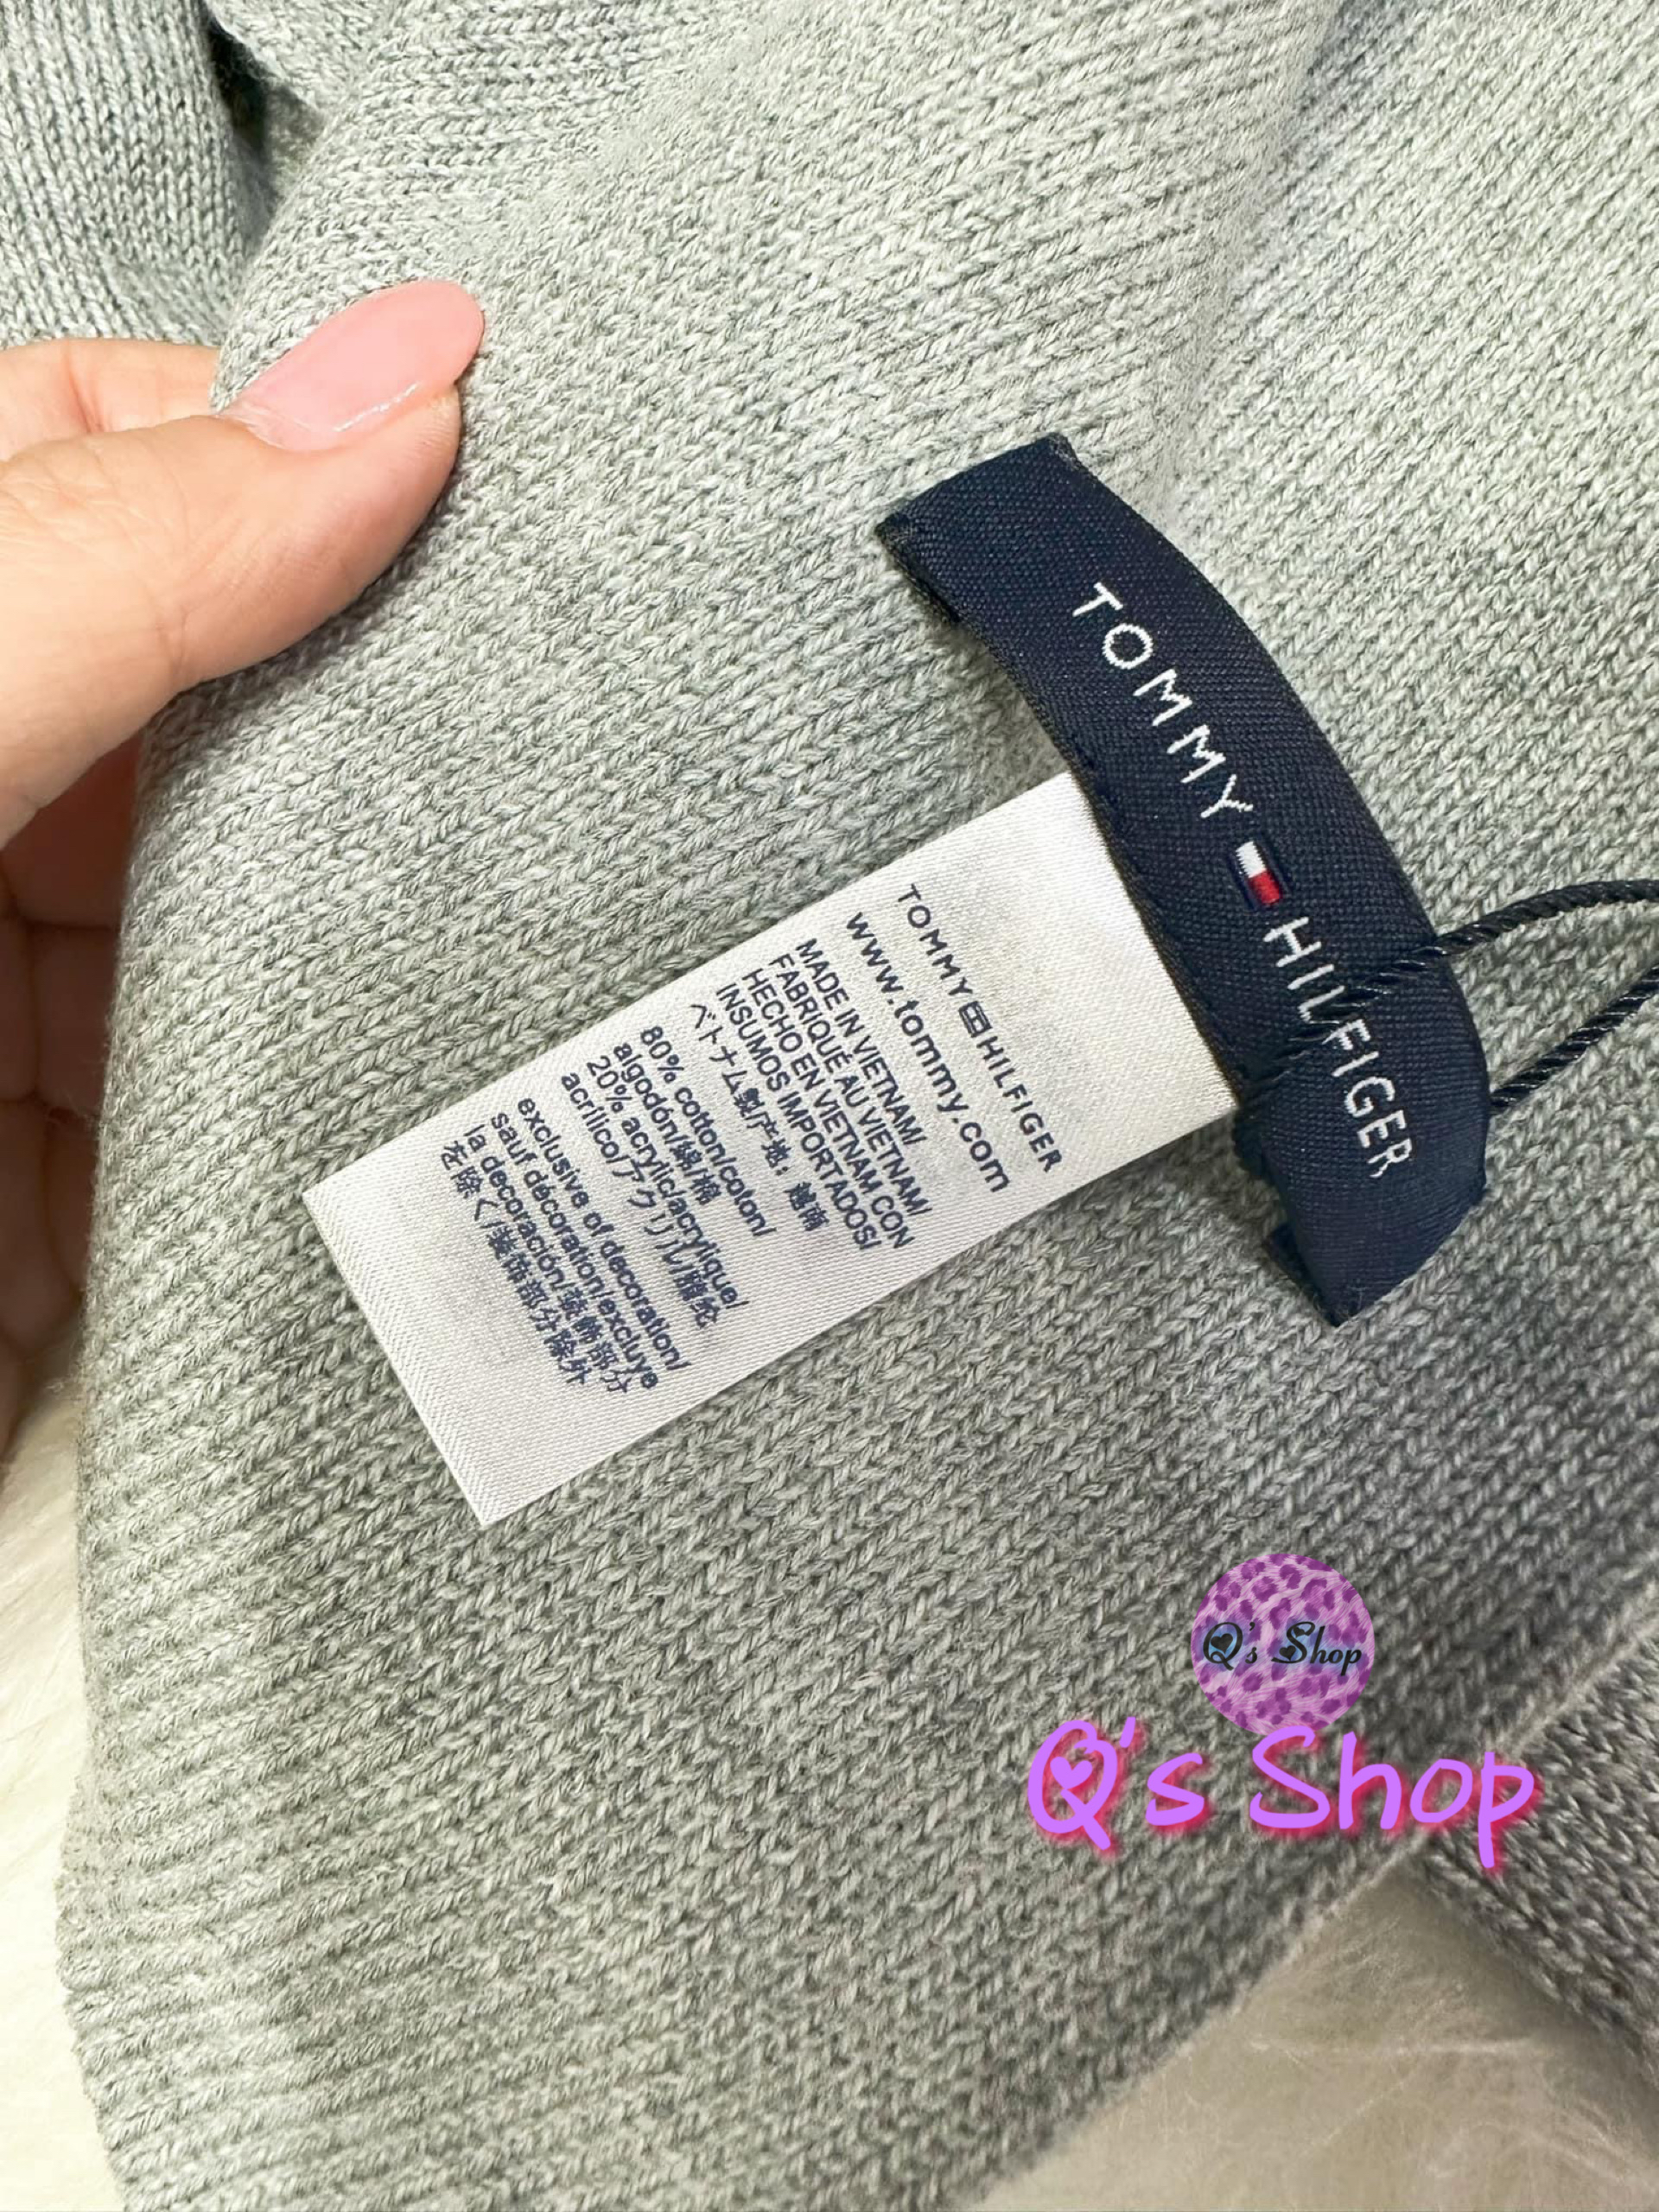 TOMMY HILFIGER
TOMMY HILFIGER
www.tommy.com
MADE IN VIETNAM/
FABRIQUÉ AU VIETNAM/
HECHO EN VIETNAM CON
INSUMOS IMPORTADOS/
ベトナム製/产地：越南
80% cotton/coton/
algodón/綿/棉
20% acrylic/acrylique/
acrílico/アクリル/腈纶
exclusive of decoration/
sauf décoration/excluye
la decoración/装飾部分
を除く/装饰部分除外
Q's Shop
Q's Shop